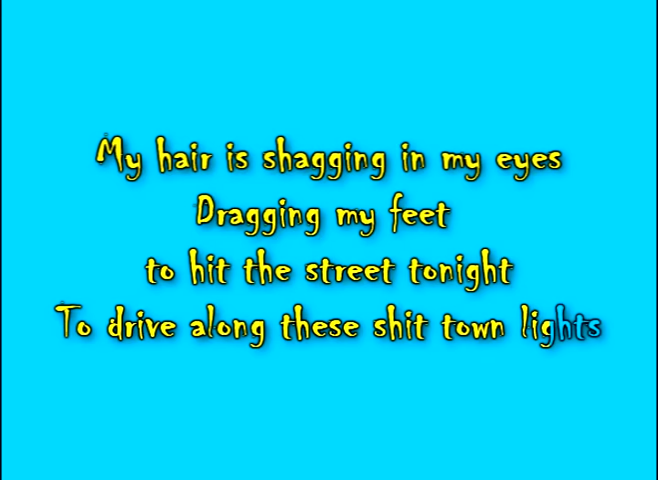 My hair is shagging in my eyes
Dragging my feet
to hit the street tonight
To drive along these shit town lights